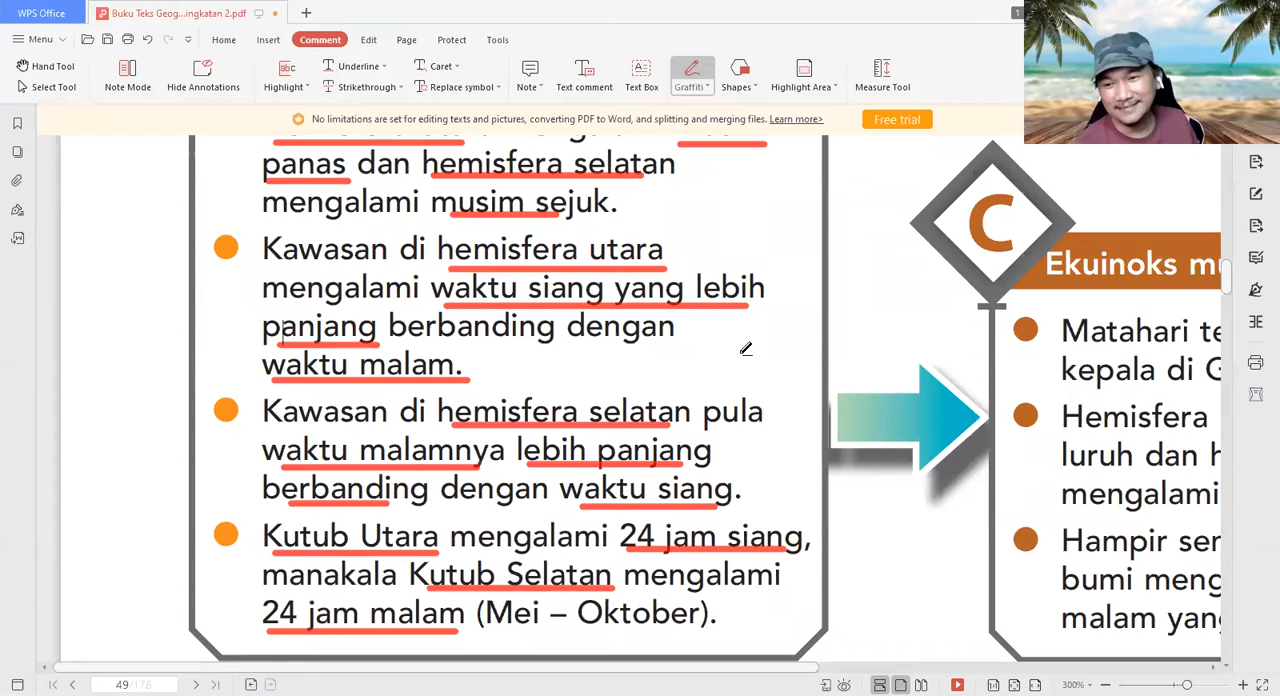 WPS Office
Buku Teks Geog...ingkatan 2.pdf
1
Menu
Home Insert Comment Edit Page Protect Tools
Hand Tool
Select Tool
Note Mode
Hide Annotations
Highlight
Underline
Strikethrough
Caret
Replace symbol
Note
Text comment
Text Box
Graffiti
Shapes
Highlight Area
Measure Tool
No limitations are set for editing texts and pictures, converting PDF to Word, and splitting and merging files. Learn more>
Free trial
panas dan hemisfera selatan
mengalami musim sejuk.
Kawasan di hemisfera utara
mengalami waktu siang yang lebih
panjang berbanding dengan
waktu malam.
Kawasan di hemisfera selatan pula
waktu malamnya lebih panjang
berbanding dengan waktu siang.
Kutub Utara mengalami 24 jam siang,
manakala Kutub Selatan mengalami
24 jam malam (Mei – Oktober).
C
Ekuinoks mu
Matahari te
kepala di G
Hemisfera
luruh dan h
mengalami
Hampir ser
bumi meng
malam yang
49/176
300%